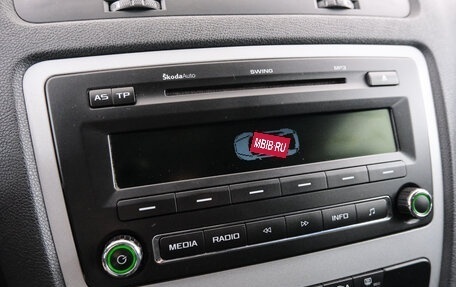 ŠkodaAuto SWING MP3
AS TP
MBIB.RU
MEDIA RADIO INFO